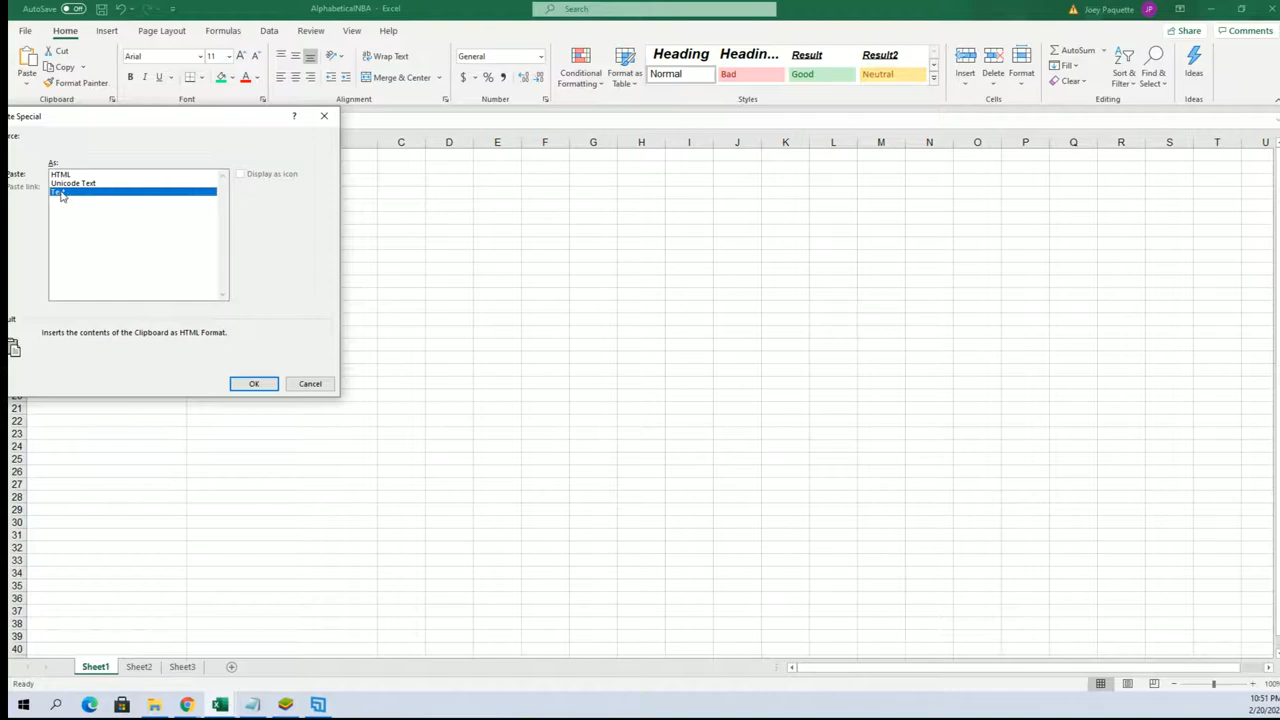 AutoSave Off AlphabeticalNBA - Excel Search Joey Paquette JP
File Home Insert Page Layout Formulas Data Review View Help Share Comments
Paste Cut Copy Format Painter Clipboard
Arial 11 A A B I U A Font
Wrap Text Merge & Center Alignment
General $ % Number
Conditional Formatting Format as Table
Heading Headin... Result Result2
Normal Bad Good Neutral
Styles
Insert Delete Format Cells
AutoSum Fill Clear Sort & Filter Find & Select Editing
Ideas Ideas
te Special ?
rce:
As:
Paste: HTML
Paste link: Unicode Text
Display as icon
ult
Inserts the contents of the Clipboard as HTML Format.
OK Cancel
C D E F G H I J K L M N O P Q R S T U
21
22
23
24
25
26
27
28
29
30
31
32
33
34
35
36
37
38
39
40
Sheet1 Sheet2 Sheet3
Ready 100%
10:51 PM
2/20/202